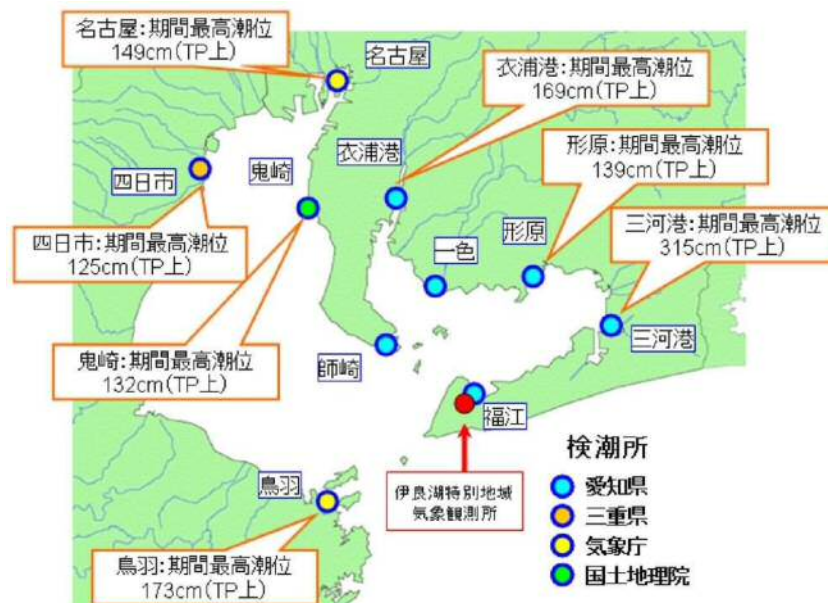 名古屋:期間最高潮位
149cm(TP上)
名古屋
衣浦港:期間最高潮位
169cm(TP上)
形原:期間最高潮位
139cm(TP上)
四日市
鬼崎
衣浦港
三河港:期間最高潮位
315cm(TP上)
四日市:期間最高潮位
125cm(TP上)
一色
形原
三河港
鬼崎:期間最高潮位
132cm(TP上)
師崎
福江
検潮所
愛知県
三重県
気象庁
国土地理院
伊良湖特別地域
気象観測所
鳥羽
鳥羽:期間最高潮位
173cm(TP上)